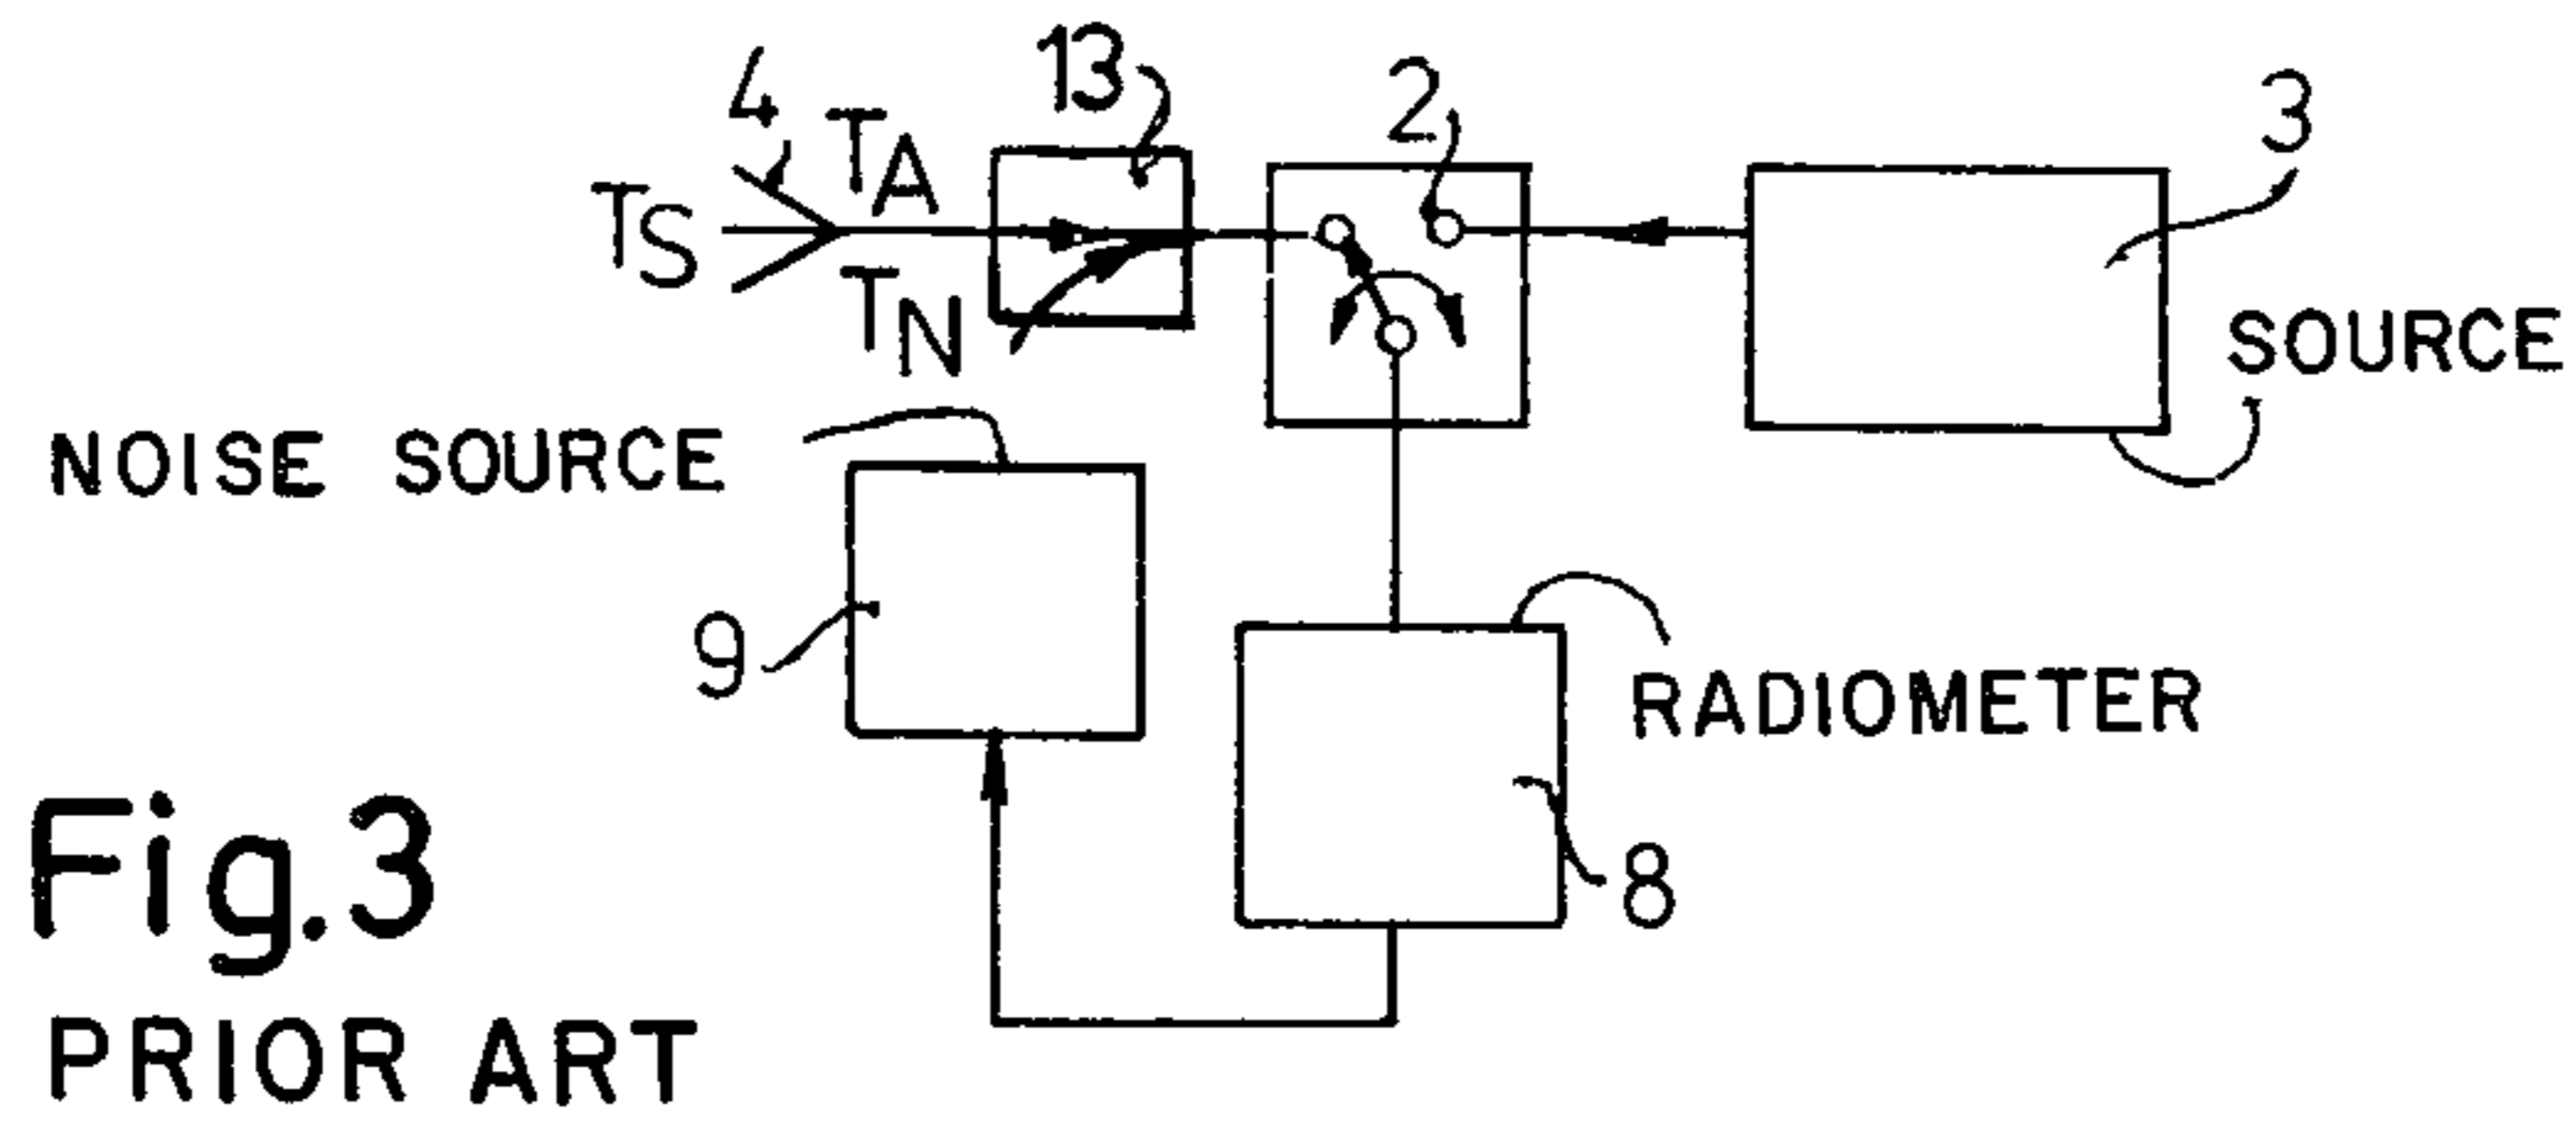 13
2
3
4
TA
TS
TN
SOURCE
NOISE SOURCE
9
RADIOMETER
8
Fig.3
PRIOR ART